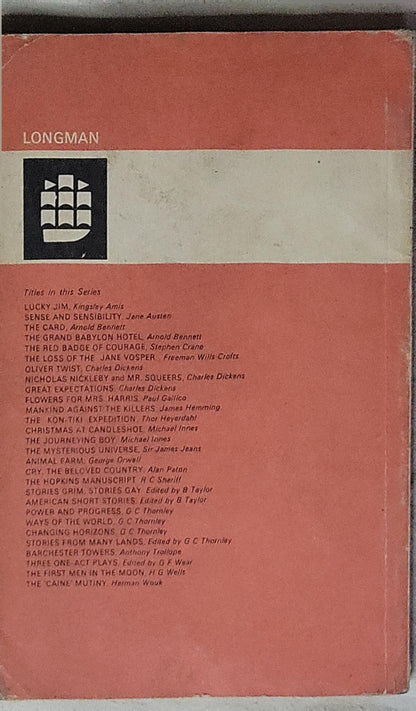 LONGMAN
Titles in this Series
LUCKY JIM, Kingsley Amis
SENSE AND SENSIBILITY, Jane Austen
THE CARD, Arnold Bennett
THE GRAND BABYLON HOTEL, Arnold Bennett
THE RED BADGE OF COURAGE, Stephen Crane
THE LOSS OF THE JANE VOSPER, Freeman Wills Crofts
OLIVER TWIST, Charles Dickens
NICHOLAS NICKLEBY and MR. SQUEERS, Charles Dickens
GREAT EXPECTATIONS, Charles Dickens
FLOWERS FOR MRS. HARRIS, Paul Gallico
MANKIND AGAINST THE KILLERS, James Hemming
THE KON-TIKI EXPEDITION, Thor Heyerdahl
CHRISTMAS AT CANDLESHOE, Michael Innes
THE JOURNEYING BOY, Michael Innes
THE MYSTERIOUS UNIVERSE, Sir James Jeans
ANIMAL FARM, George Orwell
CRY, THE BELOVED COUNTRY, Alan Paton
THE HOPKINS MANUSCRIPT, R C Sheriff
STORIES GRIM, STORIES GAY, Edited by B Taylor
AMERICAN SHORT STORIES, Edited by B Taylor
POWER AND PROGRESS, G C Thornley
WAYS OF THE WORLD, G C Thornley
CHANGING HORIZONS, G C Thornley
STORIES FROM MANY LANDS, Edited by G C Thornley
BARCHESTER TOWERS, Anthony Trollope
THREE ONE-ACT PLAYS, Edited by G F Wear
THE FIRST MEN IN THE MOON, H G Wells
THE 'CAINE' MUTINY, Herman Wouk